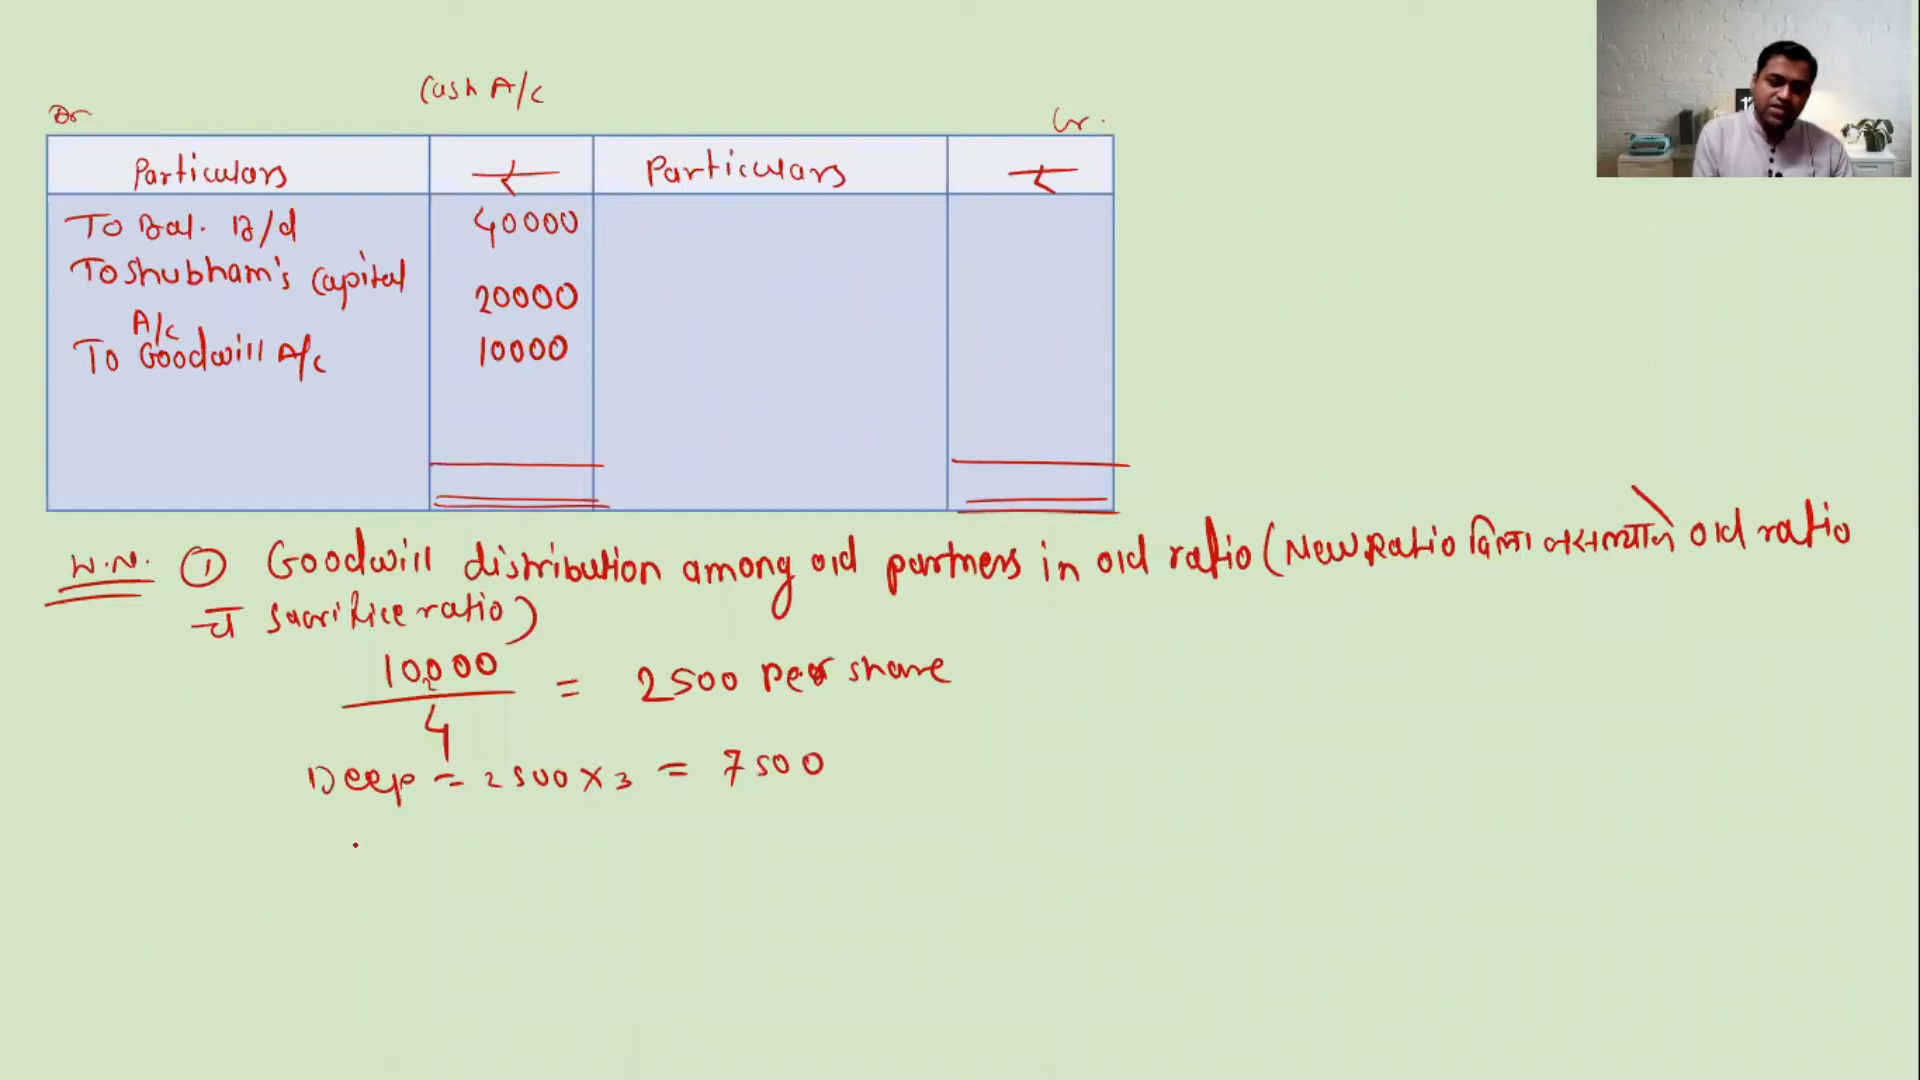 Cash A/c
Dr
Cr.
Particulars ₹ Particulars ₹
To Bal. B/d 40000
To Shubham's Capital A/c 20000
To Goodwill A/c 10000
W.N. ① Goodwill distribution among old partners in old ratio (New Ratio दिला नसल्याने old ratio
च sacrifice ratio)
10,000 / 4 = 2500 per share
Deep = 2500 × 3 = 7500